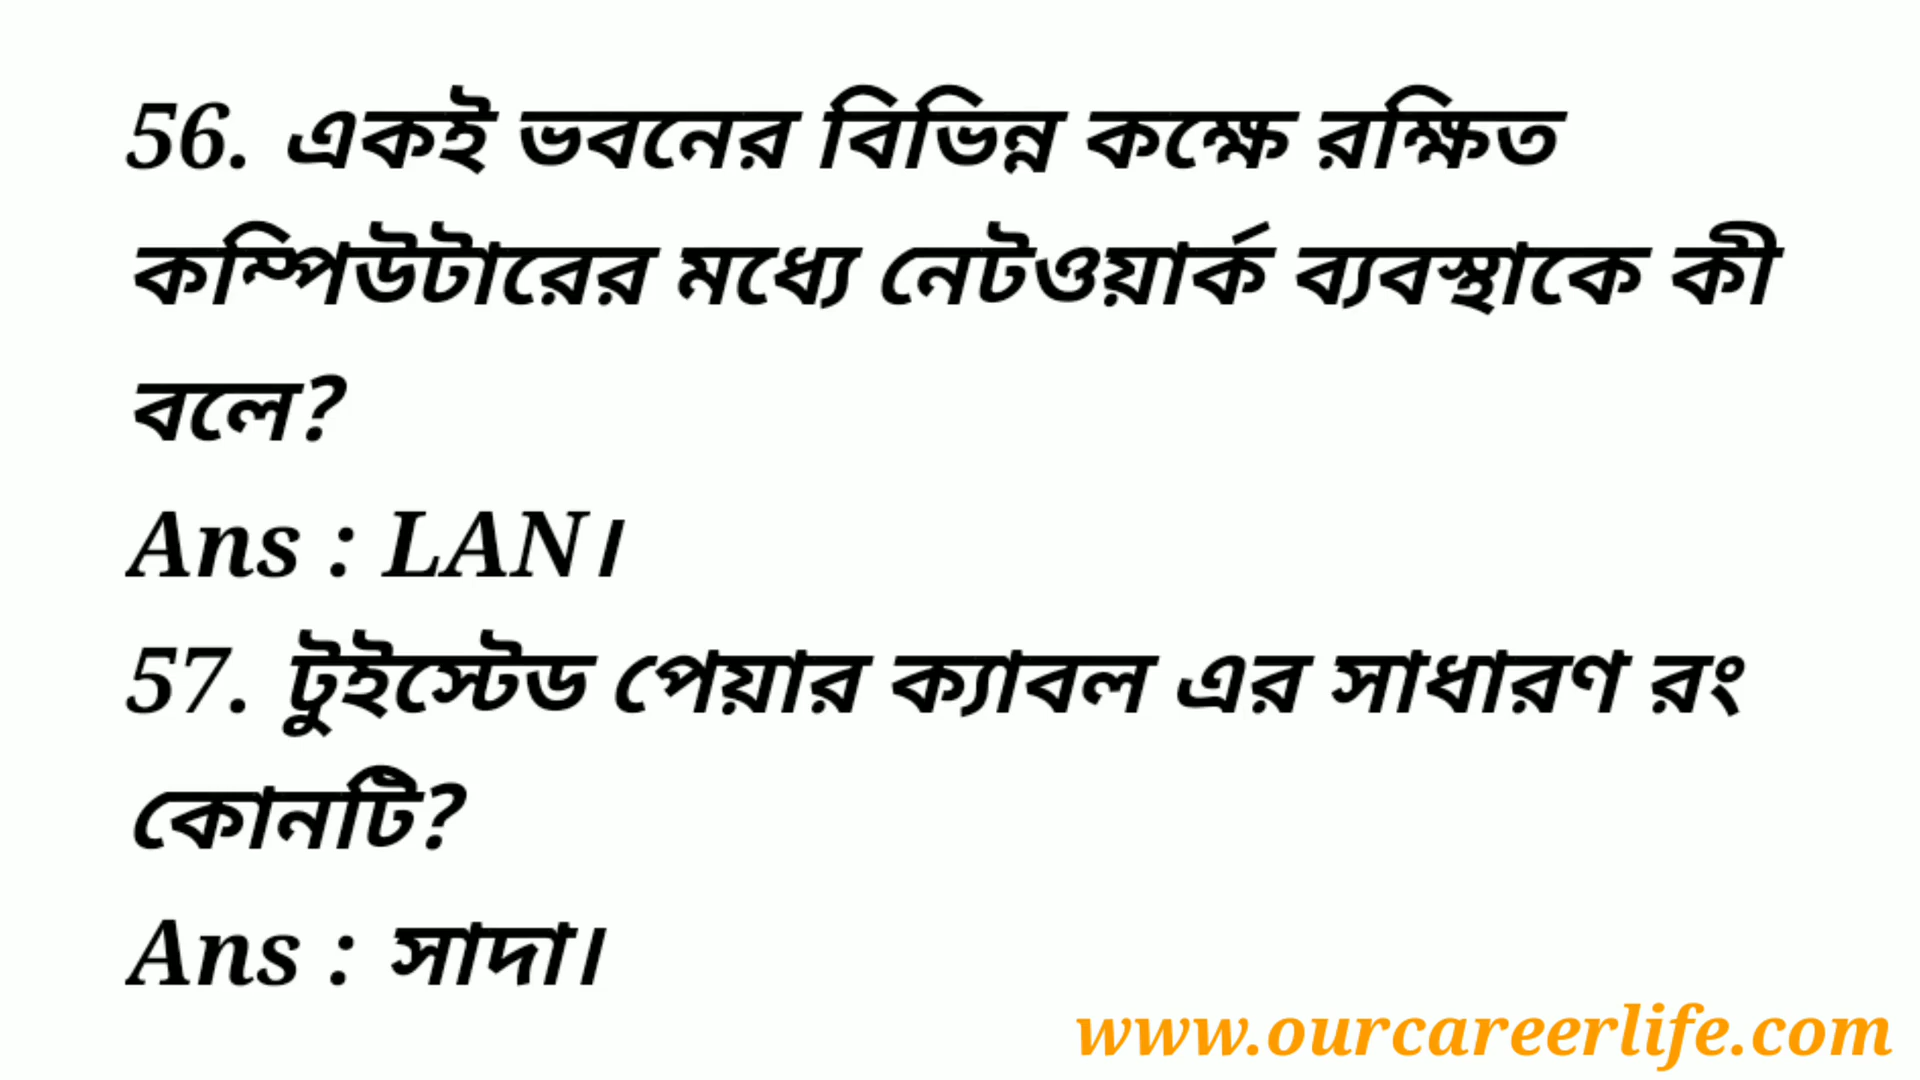 56. একই ভবনের বিভিন্ন কক্ষে রক্ষিত
কম্পিউটারের মধ্যে নেটওয়ার্ক ব্যবস্থাকে কী
বলে?
Ans : LAN।
57. টুইস্টেড পেয়ার ক্যাবল এর সাধারণ রং
কোনটি?
Ans : সাদা।
www.ourcareerlife.com